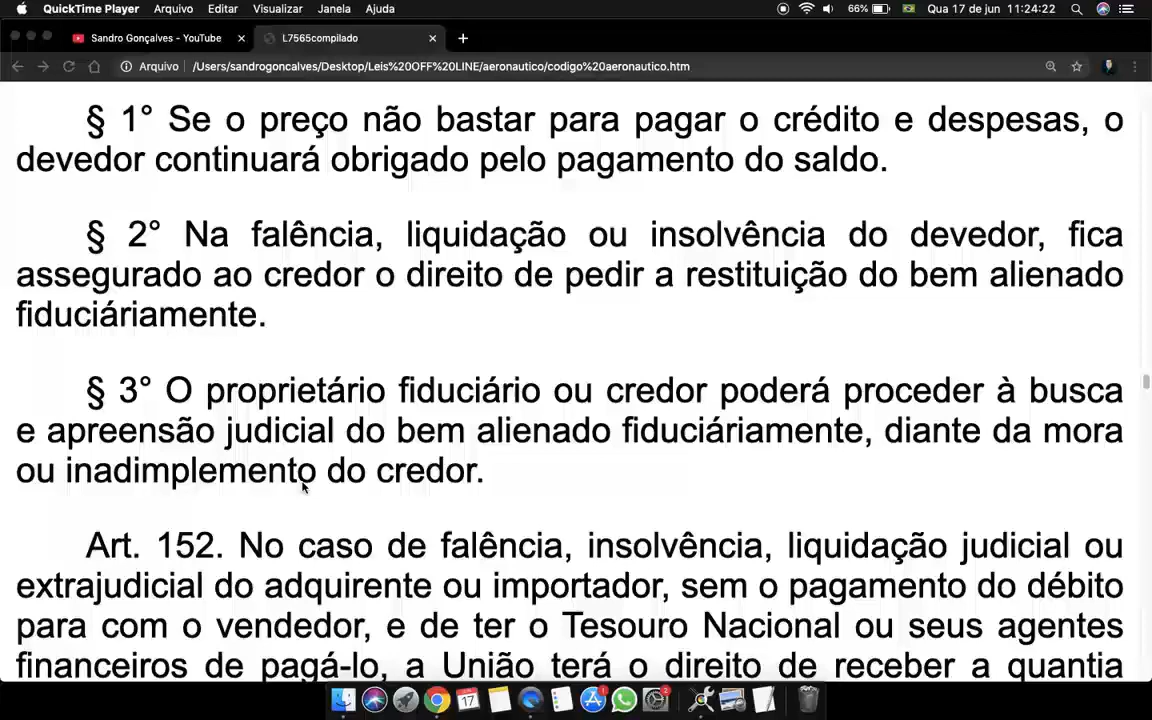 QuickTime Player Arquivo Editar Visualizar Janela Ajuda 66% Qua 17 de jun 11:24:22
Sandro Gonçalves - YouTube L7565compilado
Arquivo /Users/sandrogoncalves/Desktop/Leis%20OFF%20LINE/aeronautico/codigo%20aeronautico.htm
§ 1° Se o preço não bastar para pagar o crédito e despesas, o
devedor continuará obrigado pelo pagamento do saldo.
§ 2° Na falência, liquidação ou insolvência do devedor, fica
assegurado ao credor o direito de pedir a restituição do bem alienado
fiduciáriamente.
§ 3° O proprietário fiduciário ou credor poderá proceder à busca
e apreensão judicial do bem alienado fiduciáriamente, diante da mora
ou inadimplemento do credor.
Art. 152. No caso de falência, insolvência, liquidação judicial ou
extrajudicial do adquirente ou importador, sem o pagamento do débito
para com o vendedor, e de ter o Tesouro Nacional ou seus agentes
financeiros de pagá-lo, a União terá o direito de receber a quantia
17